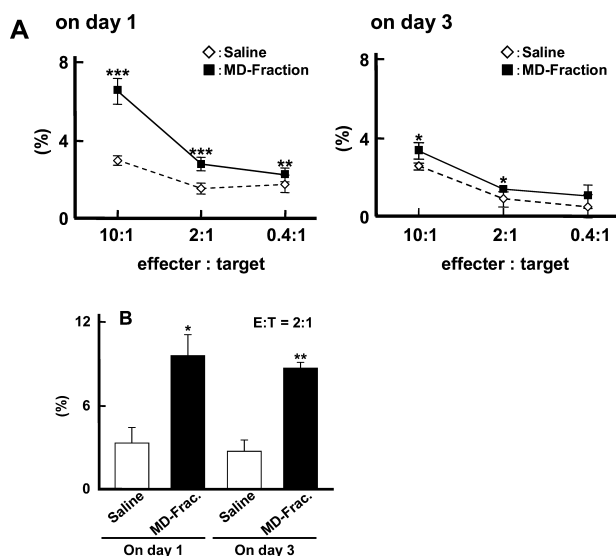 A
on day 1
◇: Saline
■: MD-Fraction
8
4
0
(%)
***
***
**
10:1 2:1 0.4:1
effecter : target
on day 3
◇: Saline
■: MD-Fraction
8
4
0
(%)
*
*
10:1 2:1 0.4:1
effecter : target
B
E:T = 2:1
12
6
0
(%)
*
**
Saline MD-Frac. Saline MD-Frac.
On day 1 On day 3